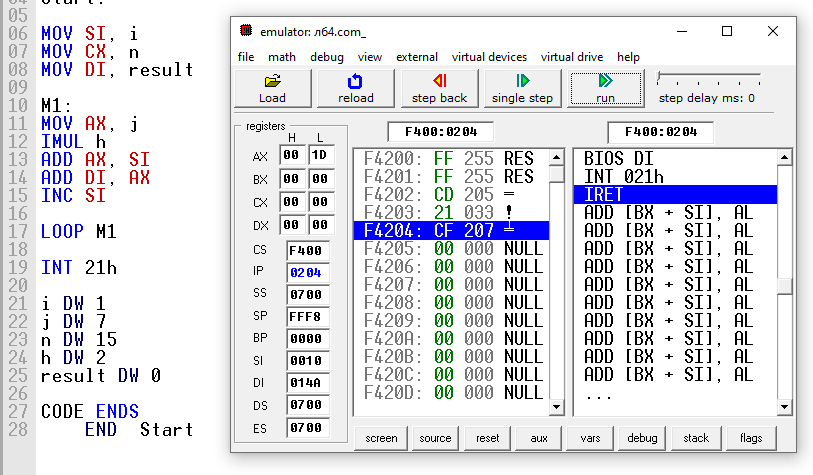 04 Start:
05
06 MOV SI, i
07 MOV CX, n
08 MOV DI, result
09
10 M1:
11 MOV AX, j
12 IMUL h
13 ADD AX, SI
14 ADD DI, AX
15 INC SI
16
17 LOOP M1
18
19 INT 21h
20
21 i DW 1
22 j DW 7
23 n DW 15
24 h DW 2
25 result DW 0
26
27 CODE ENDS
28 END Start
emulator: л64.com_
file math debug view external virtual devices virtual drive help
Load reload step back single step run step delay ms: 0
registers
H L
AX 00 1D
BX 00 00
CX 00 00
DX 00 00
CS F400
IP 0204
SS 0700
SP FFF8
BP 0000
SI 0010
DI 014A
DS 0700
ES 0700
F400:0204
F4200: FF 255 RES
F4201: FF 255 RES
F4202: CD 205 =
F4203: 21 033 !
F4204: CF 207 ╧
F4205: 00 000 NULL
F4206: 00 000 NULL
F4207: 00 000 NULL
F4208: 00 000 NULL
F4209: 00 000 NULL
F420A: 00 000 NULL
F420B: 00 000 NULL
F420C: 00 000 NULL
F420D: 00 000 NULL
F400:0204
BIOS DI
INT 021h
IRET
ADD [BX + SI], AL
ADD [BX + SI], AL
ADD [BX + SI], AL
ADD [BX + SI], AL
ADD [BX + SI], AL
ADD [BX + SI], AL
ADD [BX + SI], AL
ADD [BX + SI], AL
ADD [BX + SI], AL
ADD [BX + SI], AL
...
screen source reset aux vars debug stack flags